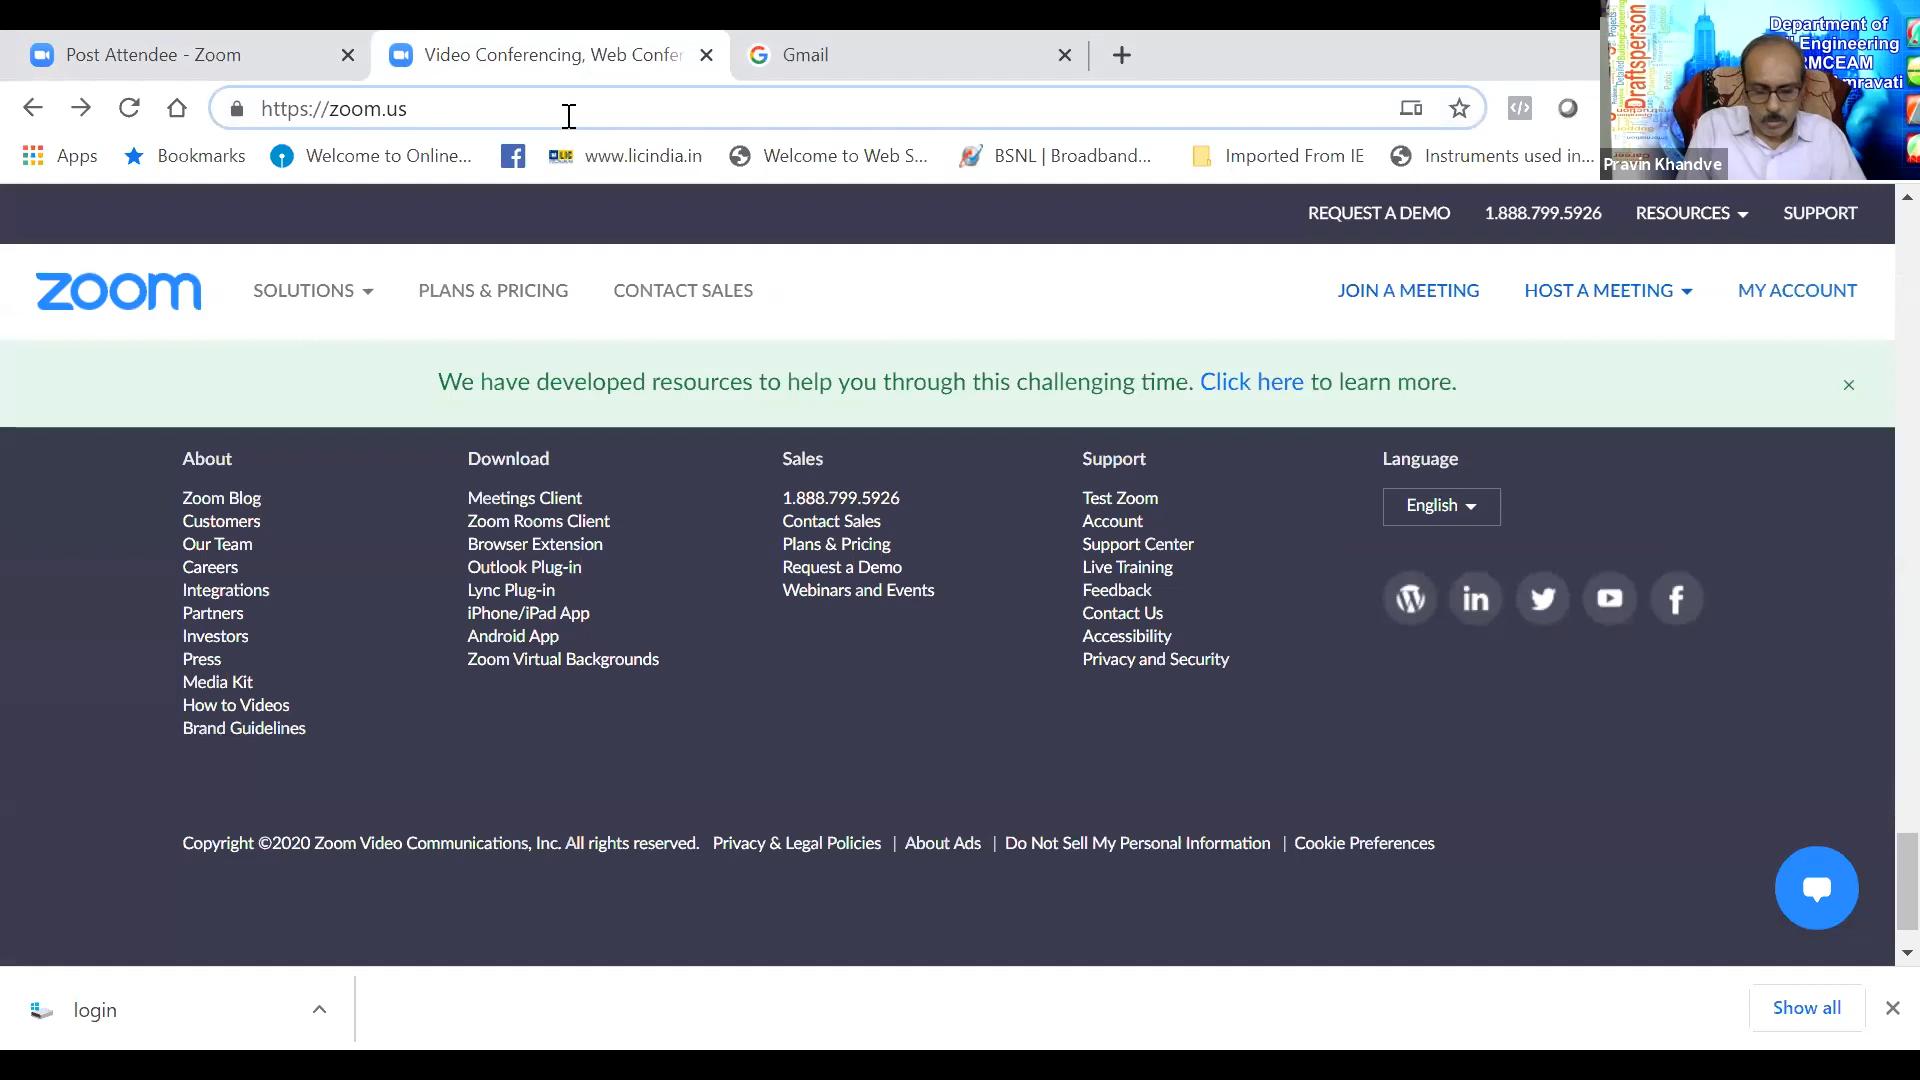 Post Attendee - Zoom
Video Conferencing, Web Confer
Gmail
https://zoom.us
Apps
Bookmarks
Welcome to Online...
LIC
www.licindia.in
Welcome to Web S...
BSNL | Broadband...
Imported From IE
Instruments used in...
Department of
Engineering
RMCEAM
mravati
Draftsperson
Pravin Khandve
REQUEST A DEMO
1.888.799.5926
RESOURCES
SUPPORT
zoom
SOLUTIONS
PLANS & PRICING
CONTACT SALES
JOIN A MEETING
HOST A MEETING
MY ACCOUNT
We have developed resources to help you through this challenging time. Click here to learn more.
About
Zoom Blog
Customers
Our Team
Careers
Integrations
Partners
Investors
Press
Media Kit
How to Videos
Brand Guidelines
Download
Meetings Client
Zoom Rooms Client
Browser Extension
Outlook Plug-in
Lync Plug-in
iPhone/iPad App
Android App
Zoom Virtual Backgrounds
Sales
1.888.799.5926
Contact Sales
Plans & Pricing
Request a Demo
Webinars and Events
Support
Test Zoom
Account
Support Center
Live Training
Feedback
Contact Us
Accessibility
Privacy and Security
Language
English
Copyright ©2020 Zoom Video Communications, Inc. All rights reserved. Privacy & Legal Policies | About Ads | Do Not Sell My Personal Information | Cookie Preferences
login
Show all